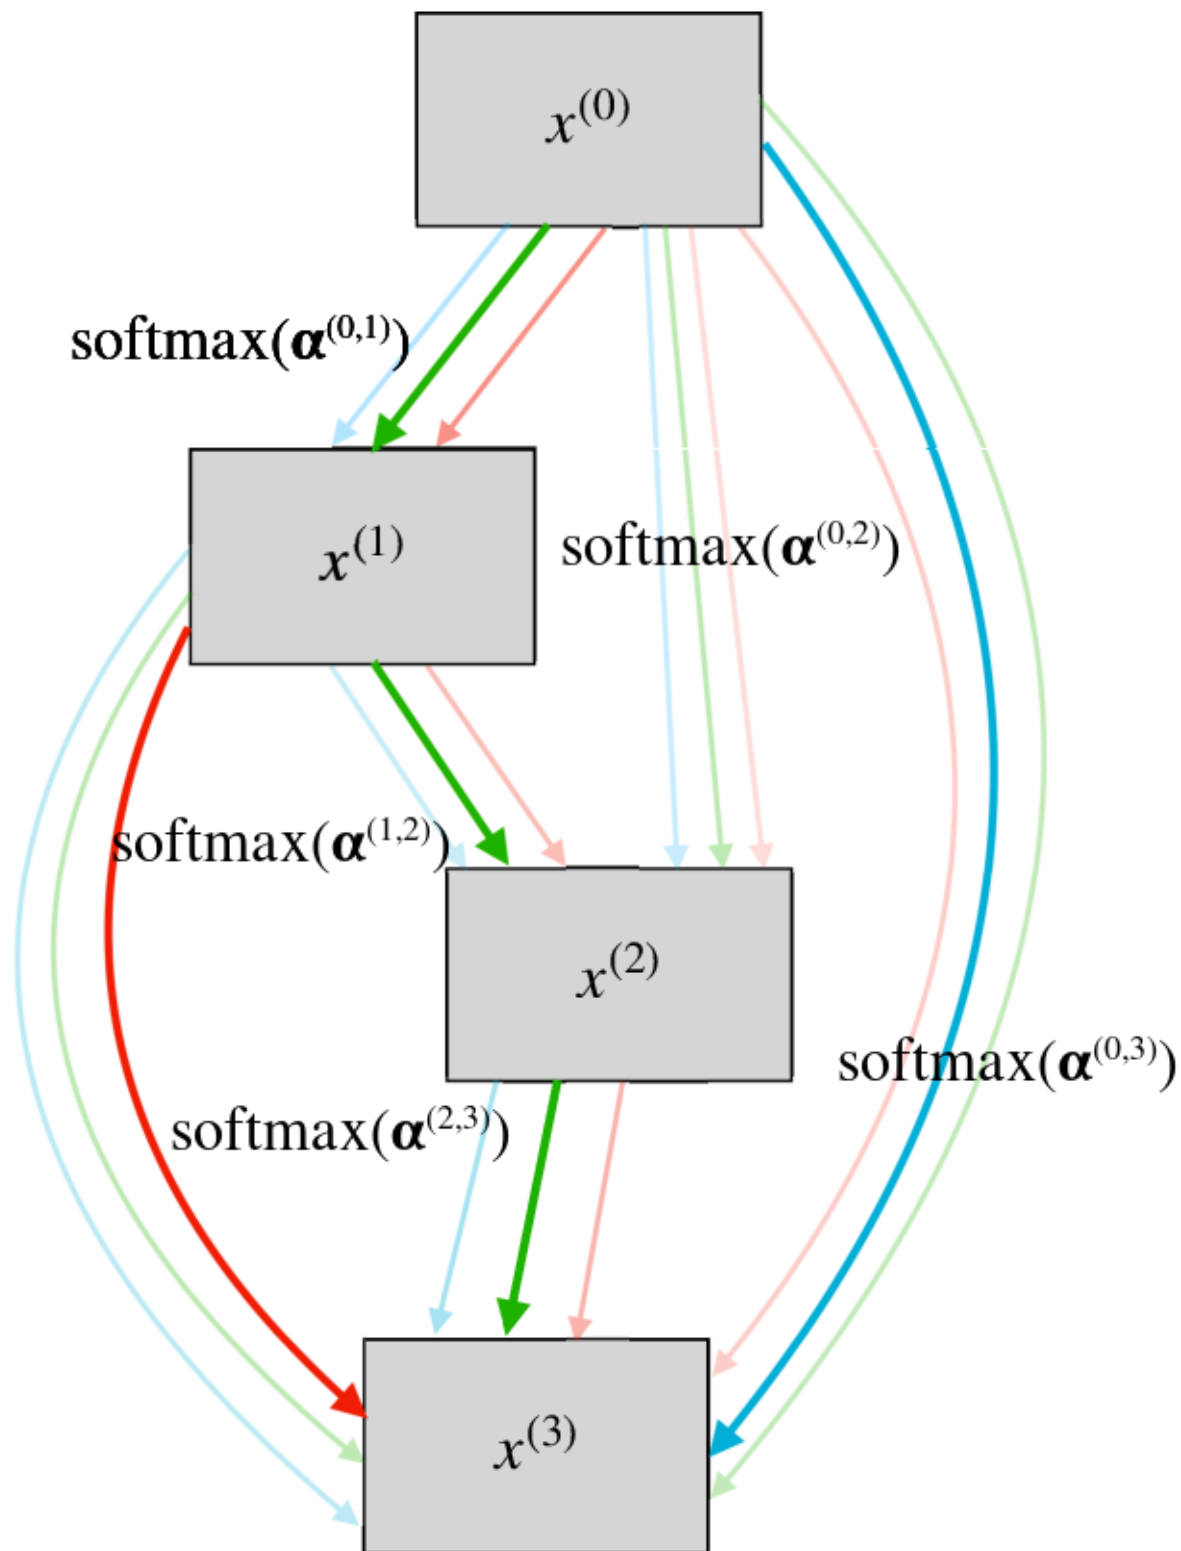 x^(0)
softmax(α^(0,1))
x^(1)
softmax(α^(0,2))
softmax(α^(1,2))
x^(2)
softmax(α^(0,3))
softmax(α^(2,3))
x^(3)